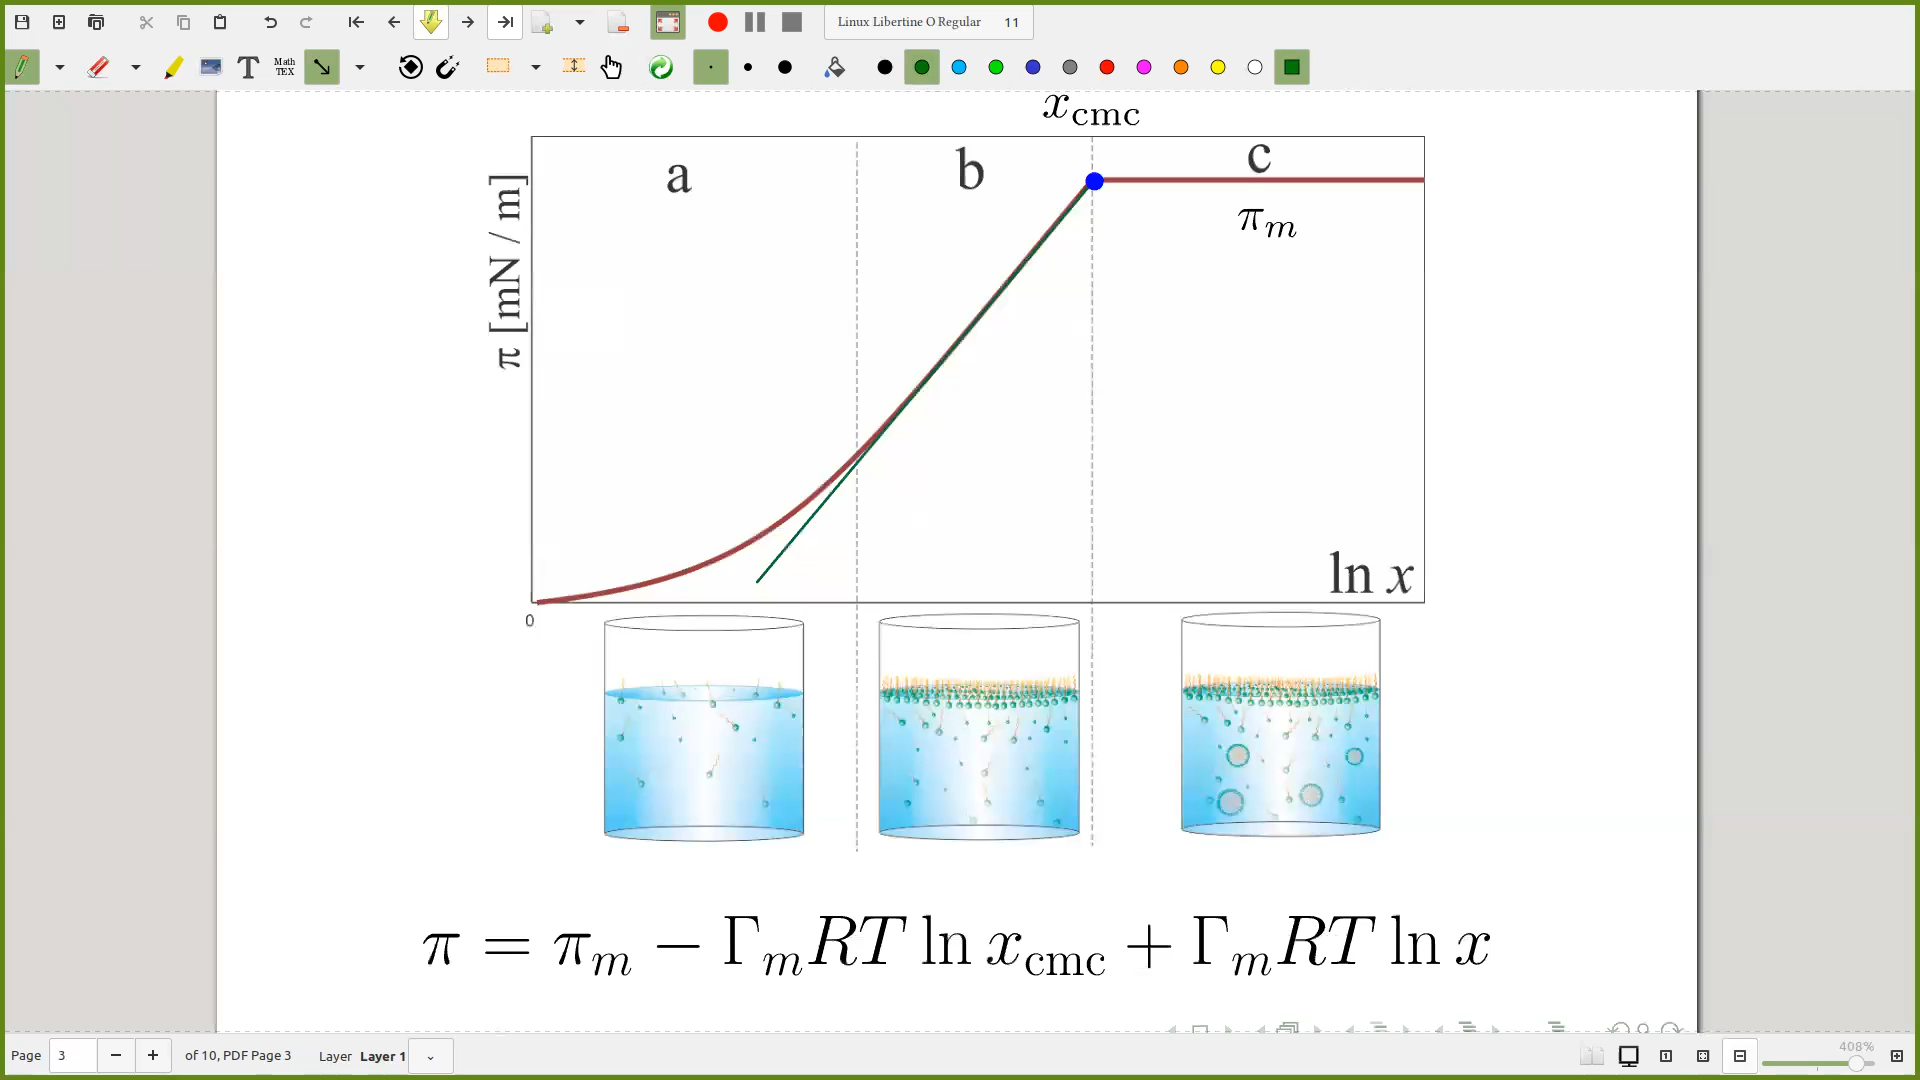 Linux Libertine O Regular 11
Math
TEX
x_cmc
a
b
c
π [mN / m]
π_m
ln x
0
π = π_m − Γ_m RT ln x_cmc + Γ_m RT ln x
Page 3 of 10, PDF Page 3 Layer Layer 1 408%